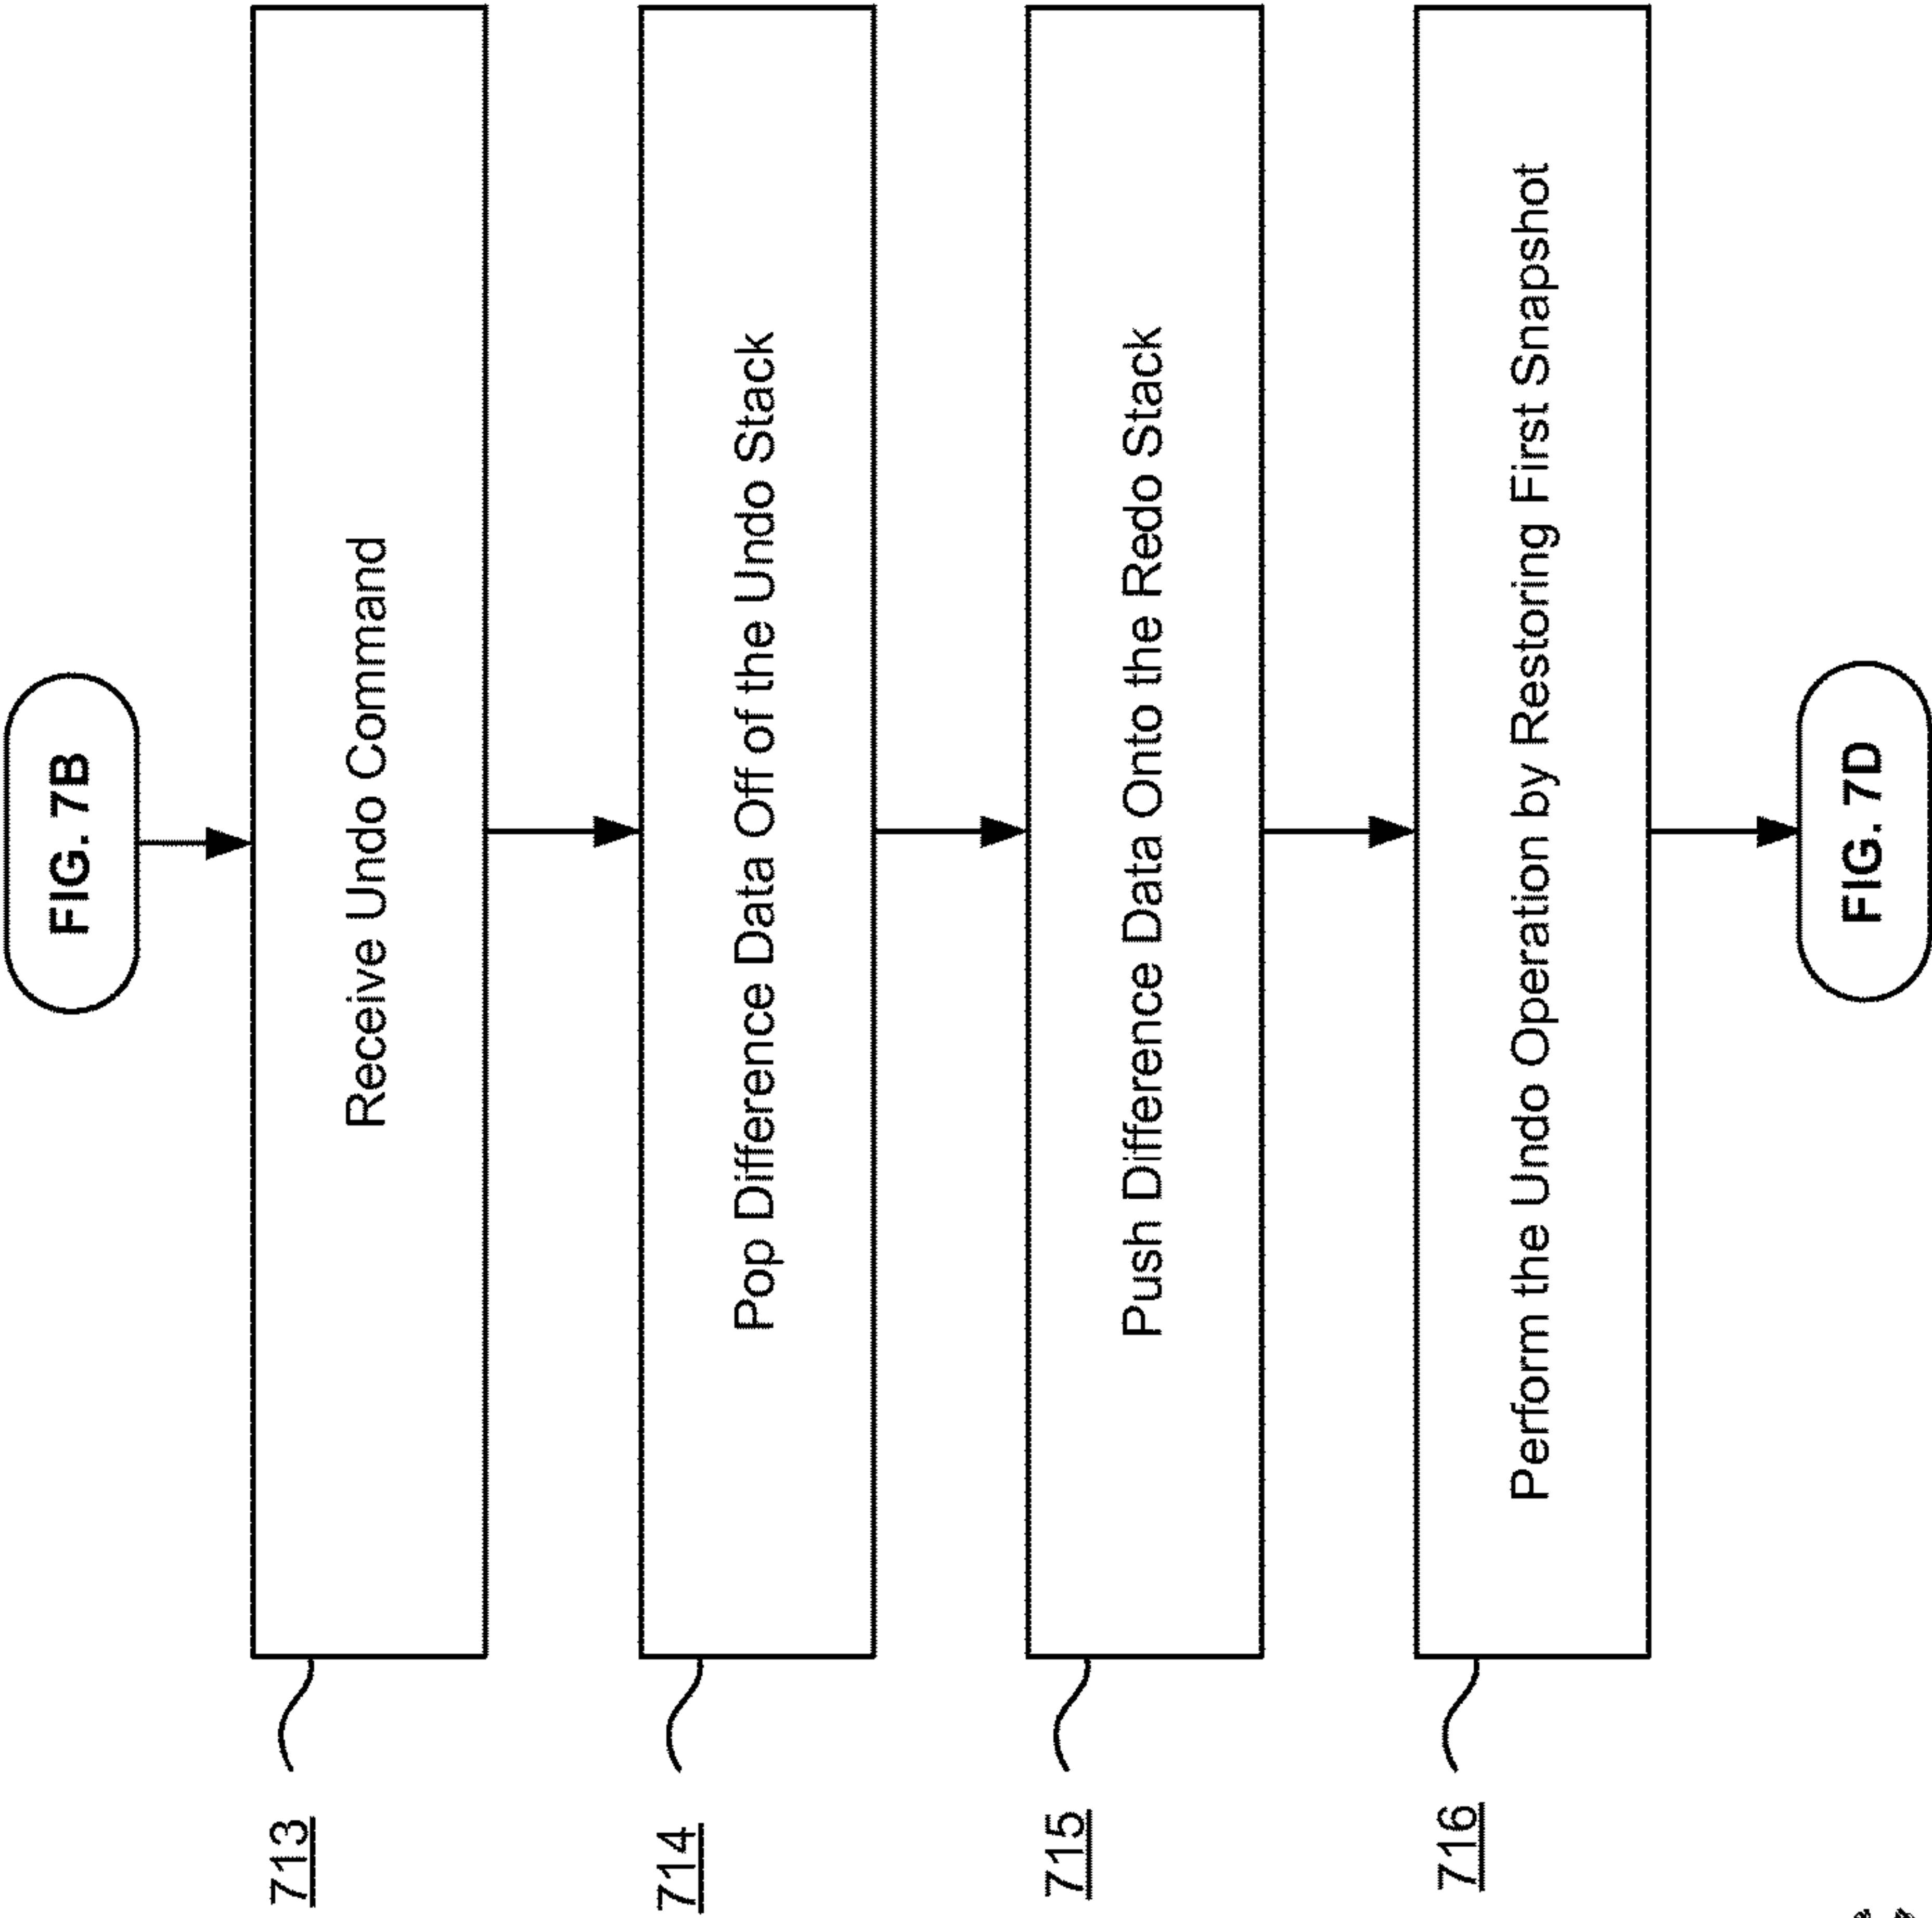 FIG. 7B
713
Receive Undo Command
714
Pop Difference Data Off of the Undo Stack
715
Push Difference Data Onto the Redo Stack
716
Perform the Undo Operation by Restoring First Snapshot
FIG. 7D